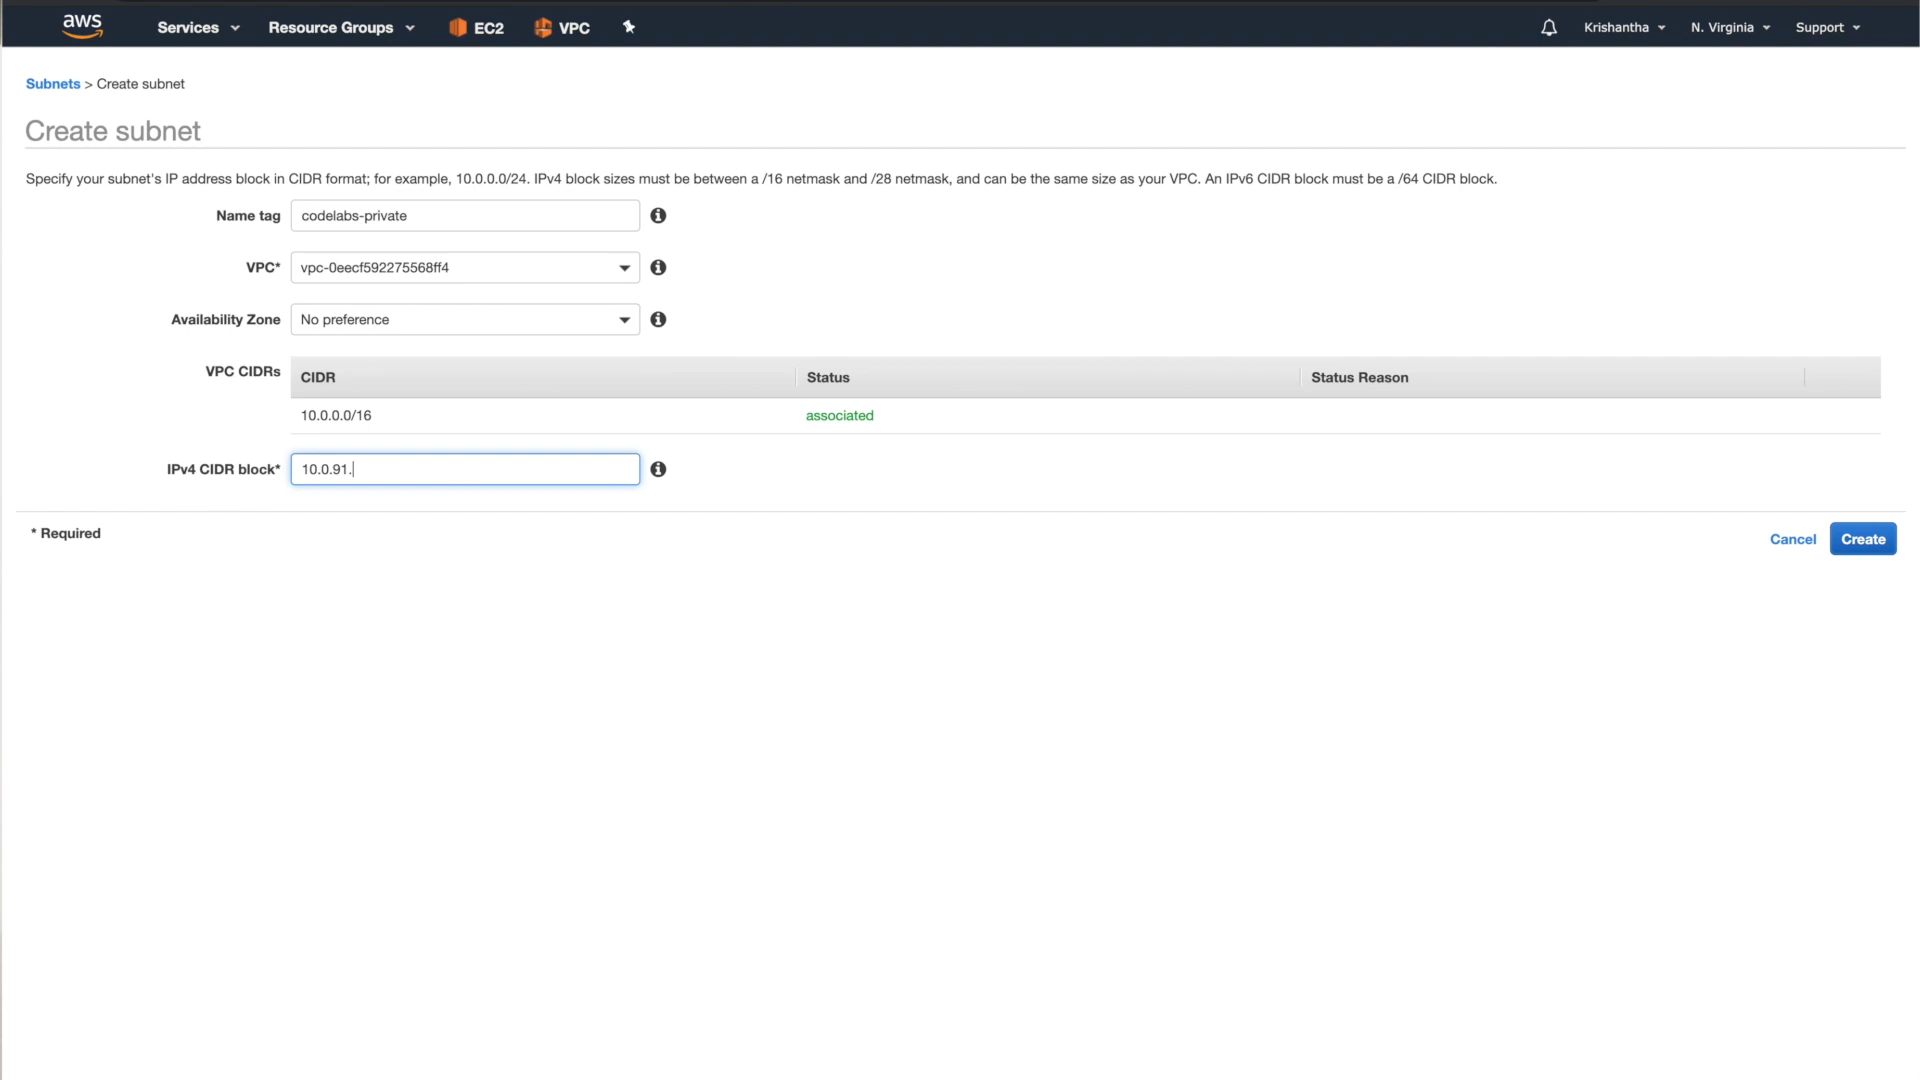 aws Services Resource Groups EC2 VPC Krishantha N. Virginia Support
Subnets > Create subnet
Create subnet
Specify your subnet's IP address block in CIDR format; for example, 10.0.0.0/24. IPv4 block sizes must be between a /16 netmask and /28 netmask, and can be the same size as your VPC. An IPv6 CIDR block must be a /64 CIDR block.
Name tag codelabs-private
VPC* vpc-0eecf592275568ff4
Availability Zone No preference
VPC CIDRs CIDR Status Status Reason
10.0.0.0/16 associated
IPv4 CIDR block* 10.0.91.
* Required
Cancel Create